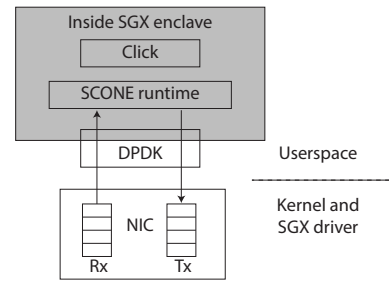 Inside SGX enclave
Click
SCONE runtime
DPDK
Userspace
Kernel and
SGX driver
NIC
Rx
Tx